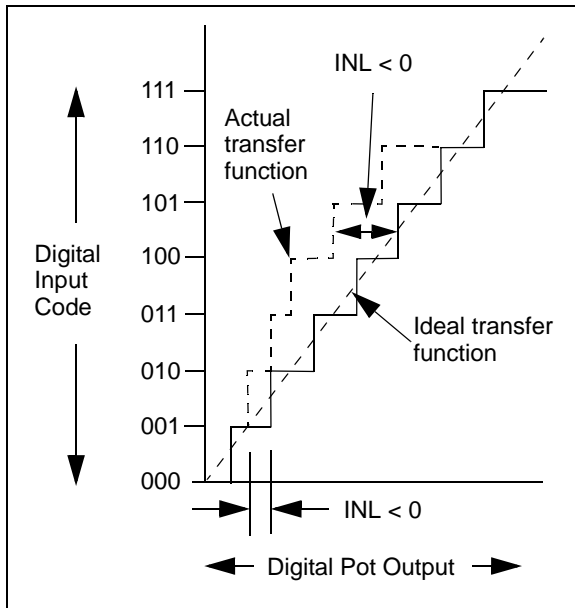 INL < 0
111
Actual
transfer
function
110
101
Digital
Input
Code
100
011
Ideal transfer
function
010
001
000
INL < 0
Digital Pot Output